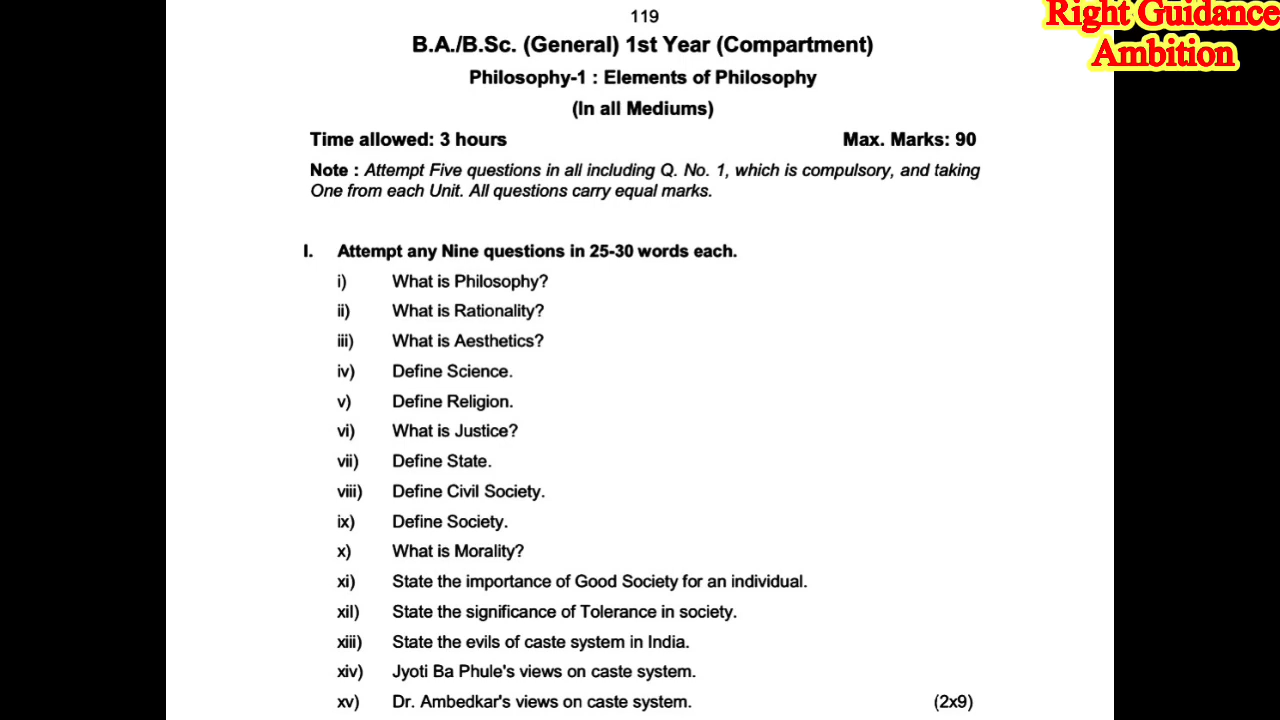 119
Right Guidance
Ambition
B.A./B.Sc. (General) 1st Year (Compartment)
Philosophy-1 : Elements of Philosophy
(In all Mediums)
Time allowed: 3 hours Max. Marks: 90
Note : Attempt Five questions in all including Q. No. 1, which is compulsory, and taking
One from each Unit. All questions carry equal marks.
I. Attempt any Nine questions in 25-30 words each.
i) What is Philosophy?
ii) What is Rationality?
iii) What is Aesthetics?
iv) Define Science.
v) Define Religion.
vi) What is Justice?
vii) Define State.
viii) Define Civil Society.
ix) Define Society.
x) What is Morality?
xi) State the importance of Good Society for an individual.
xil) State the significance of Tolerance in society.
xiii) State the evils of caste system in India.
xiv) Jyoti Ba Phule's views on caste system.
xv) Dr. Ambedkar's views on caste system. (2x9)